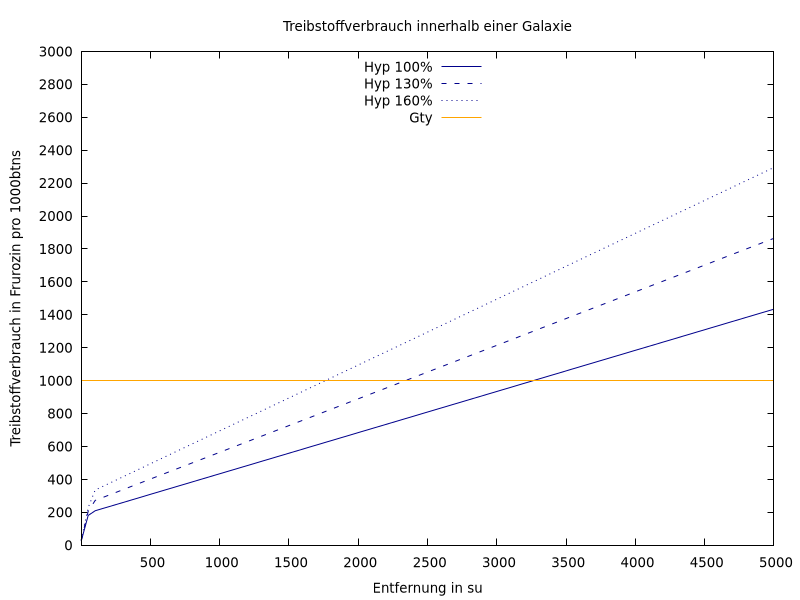 Treibstoffverbrauch innerhalb einer Galaxie
Hyp 100%
Hyp 130%
Hyp 160%
Gty
3000
2800
2600
2400
2200
2000
1800
1600
1400
1200
1000
800
600
400
200
0
Treibstoffverbrauch in Frurozin pro 1000btns
500 1000 1500 2000 2500 3000 3500 4000 4500 5000
Entfernung in su